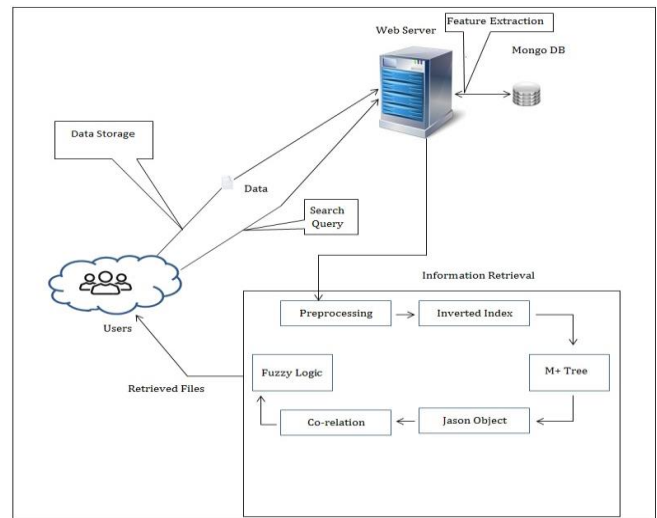 Feature Extraction
Web Server
Mongo DB
Data Storage
Data
Search
Query
Information Retrieval
Users
Preprocessing
Inverted Index
Fuzzy Logic
M+ Tree
Retrieved Files
Co-relation
Jason Object